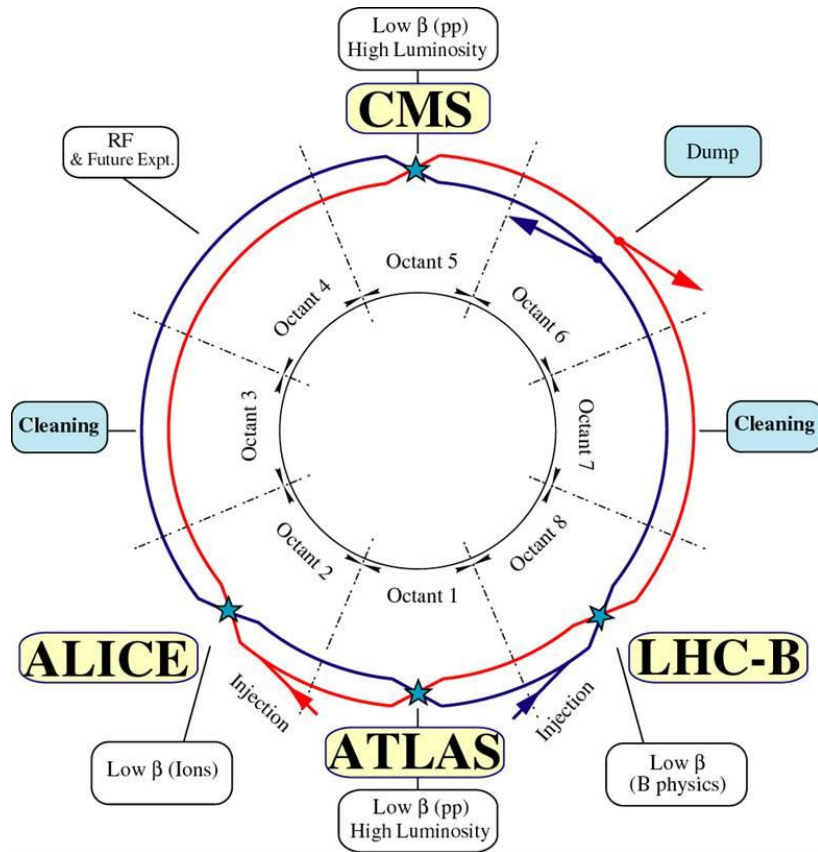 Low β (pp)
High Luminosity
CMS
RF
& Future Expt.
Dump
Octant 5
Octant 4
Octant 6
Cleaning
Octant 3
Octant 7
Cleaning
Octant 2
Octant 8
Octant 1
ALICE
LHC-B
Injection
Injection
ATLAS
Low β (Ions)
Low β
(B physics)
Low β (pp)
High Luminosity